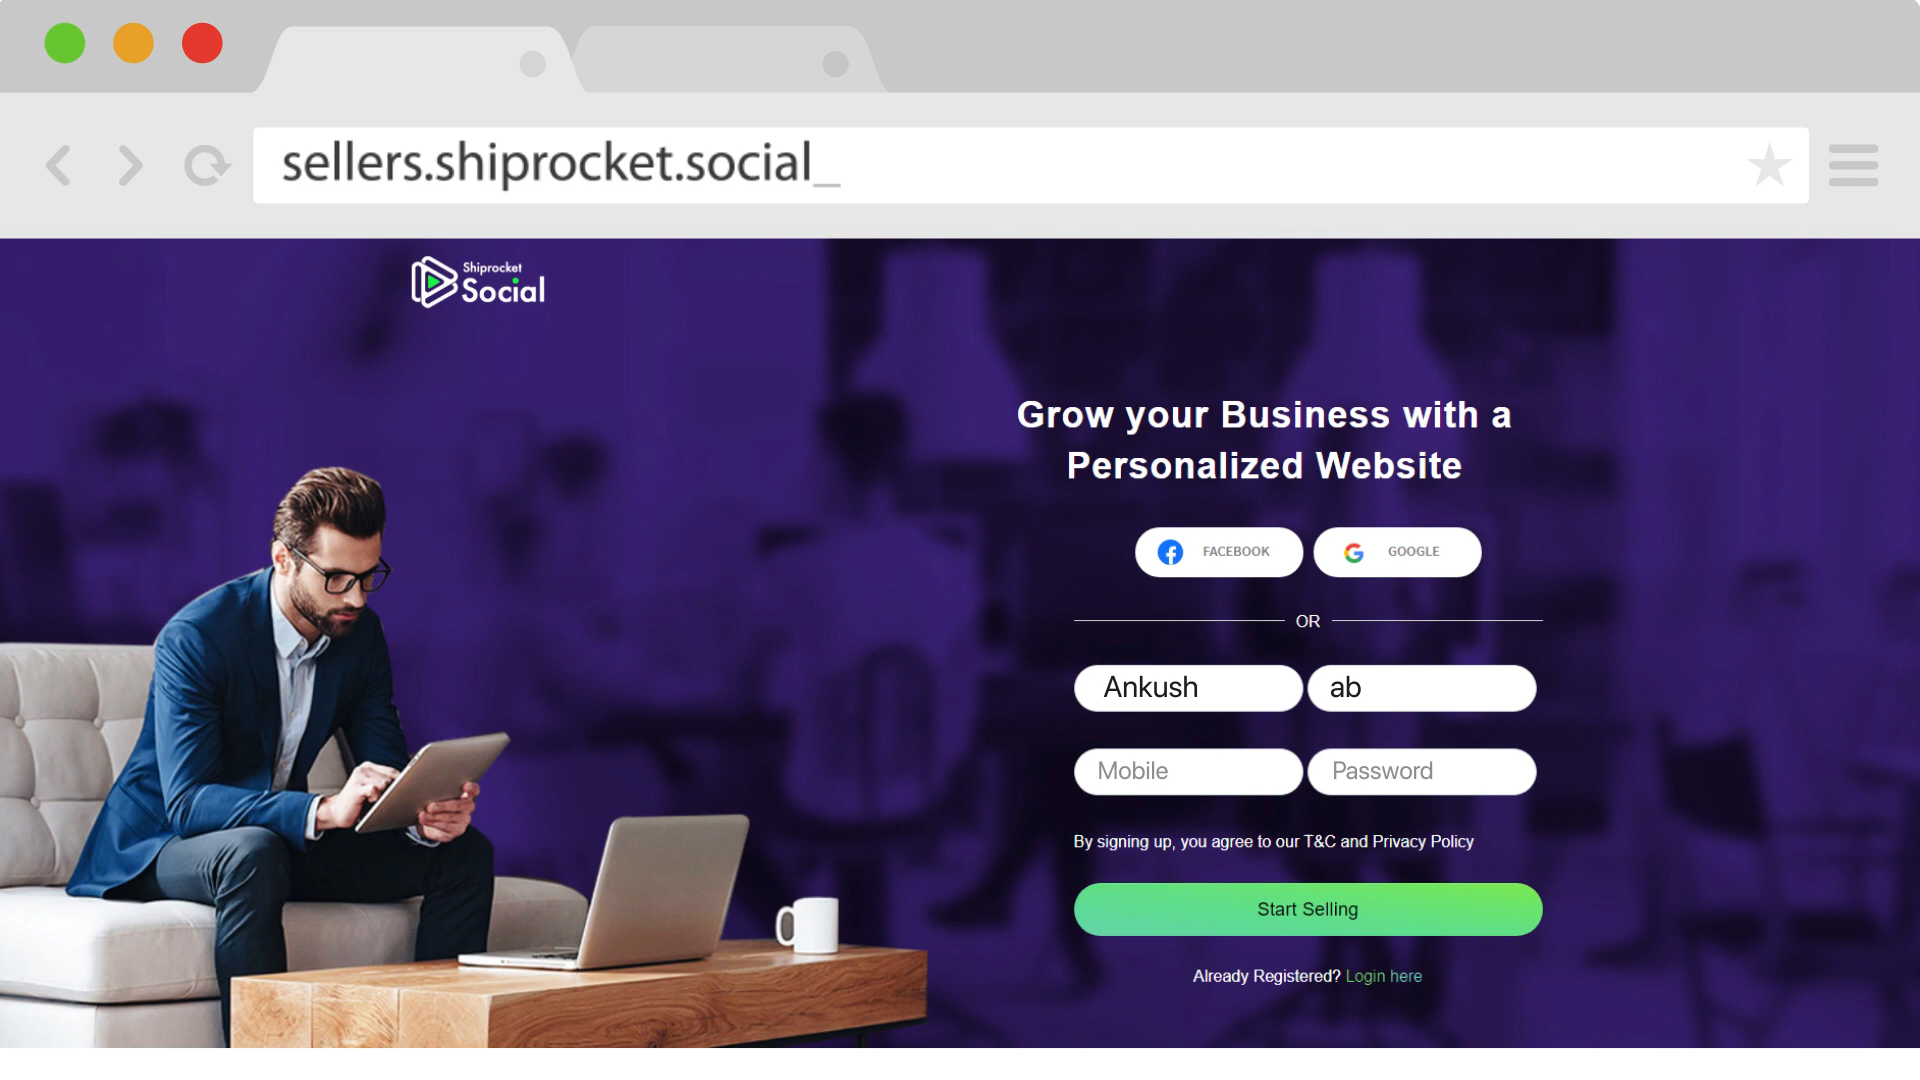 sellers.shiprocket.social_
Shiprocket
Social
Grow your Business with a
Personalized Website
FACEBOOK GOOGLE
OR
Ankush ab
Mobile Password
By signing up, you agree to our T&C and Privacy Policy
Start Selling
Already Registered? Login here